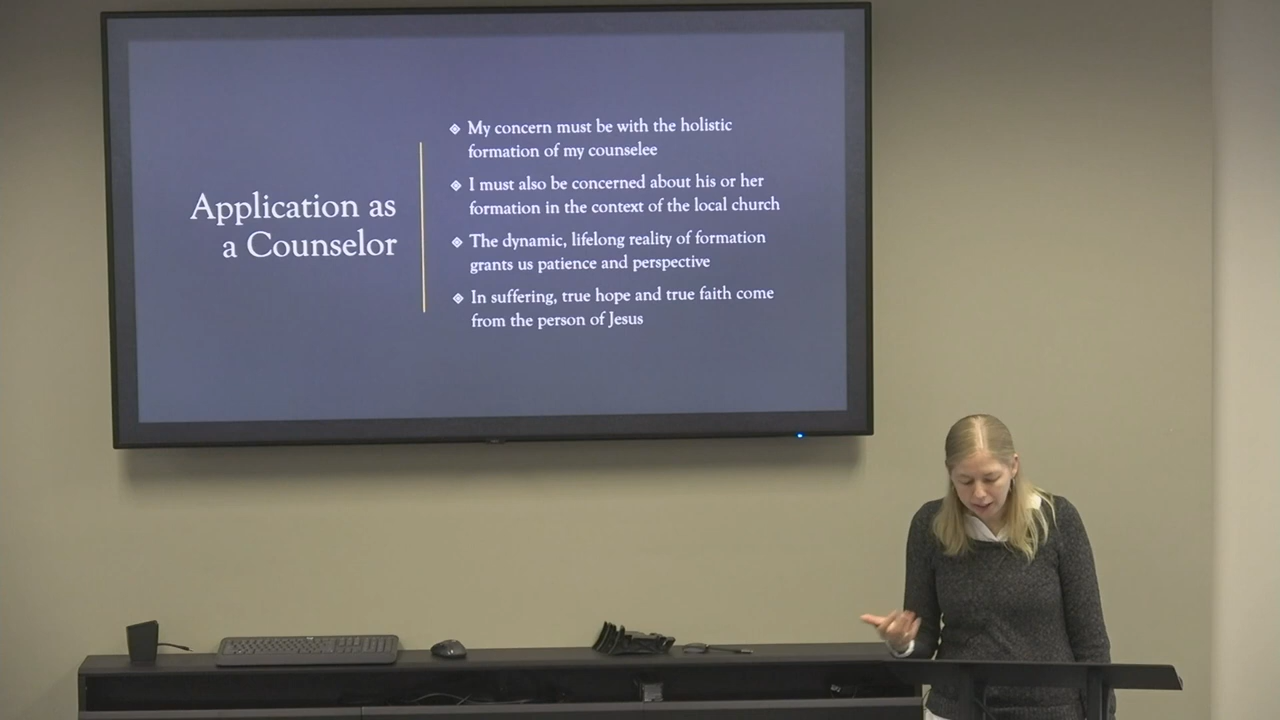 Application as
a Counselor
My concern must be with the holistic
formation of my counselee
I must also be concerned about his or her
formation in the context of the local church
The dynamic, lifelong reality of formation
grants us patience and perspective
In suffering, true hope and true faith come
from the person of Jesus